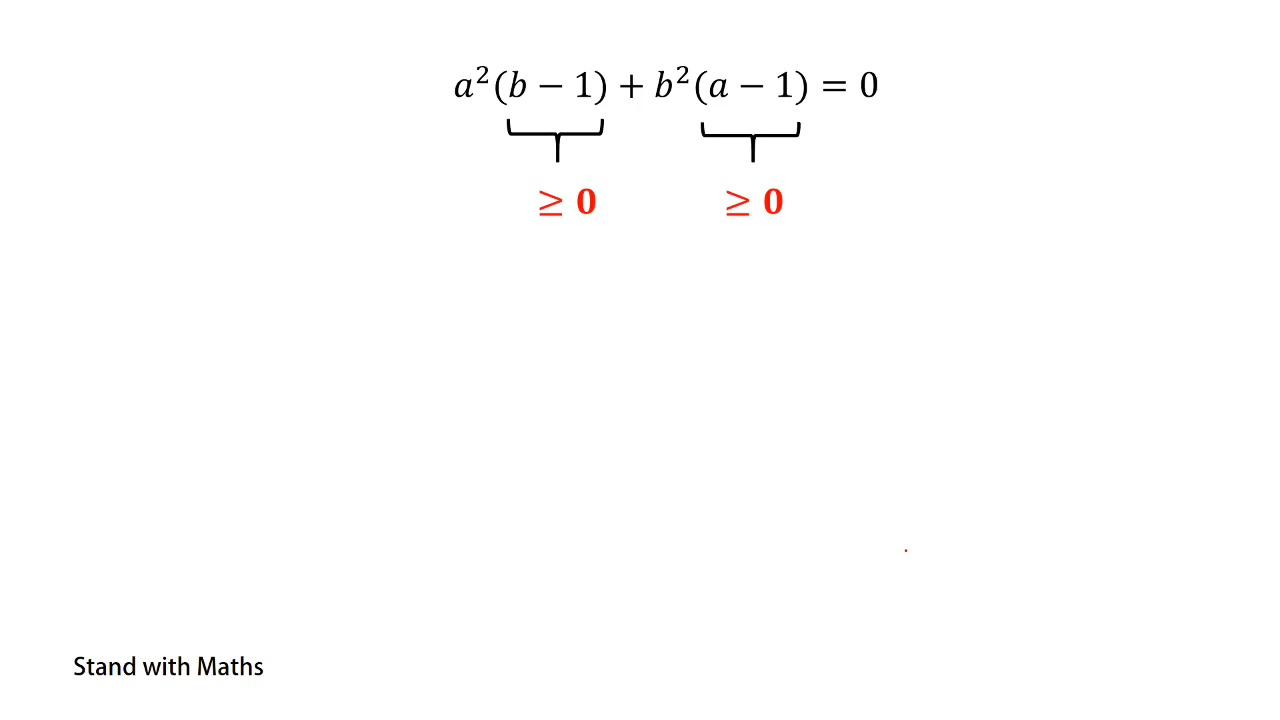 a²(b − 1) + b²(a − 1) = 0
≥ 0 ≥ 0
Stand with Maths